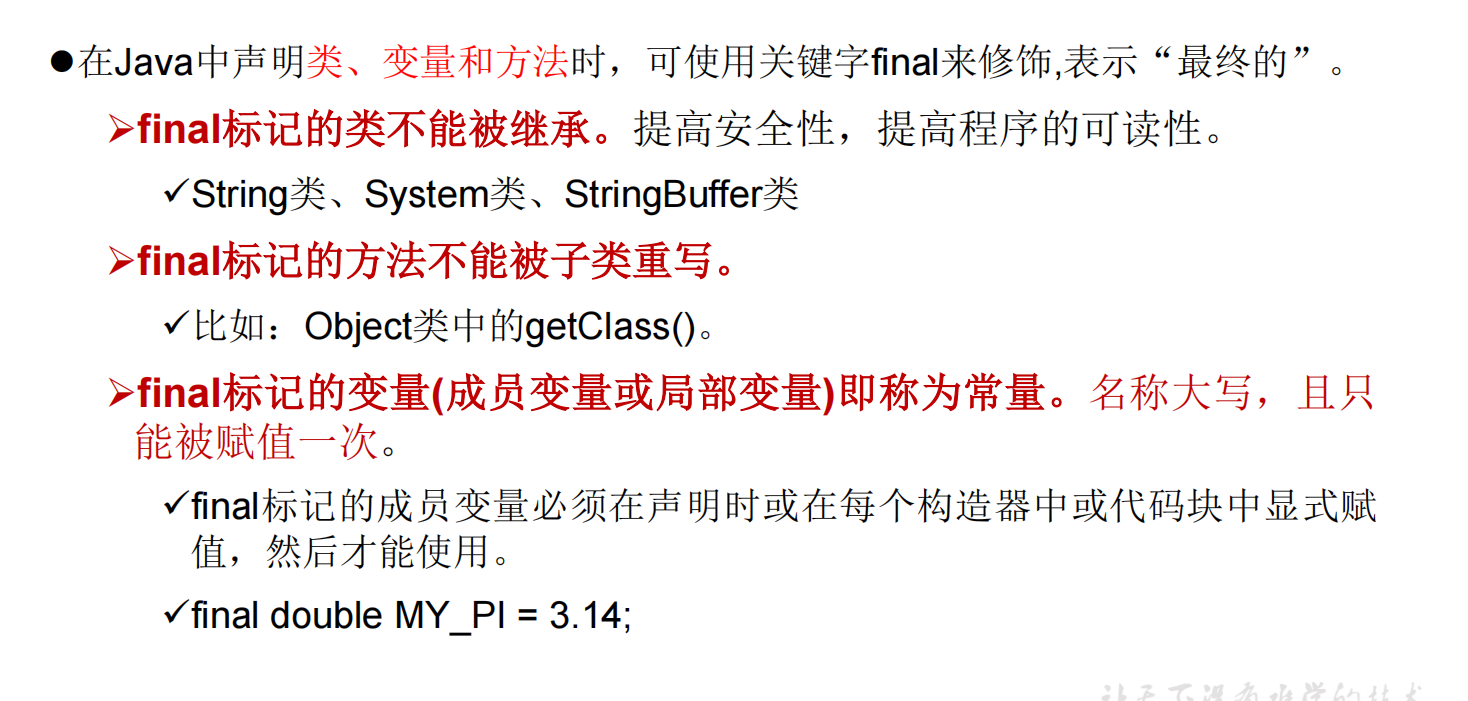 ●在Java中声明类、变量和方法时，可使用关键字final来修饰,表示“最终的”。
➢final标记的类不能被继承。提高安全性，提高程序的可读性。
✓String类、System类、StringBuffer类
➢final标记的方法不能被子类重写。
✓比如：Object类中的getClass()。
➢final标记的变量(成员变量或局部变量)即称为常量。名称大写，且只
能被赋值一次。
✓final标记的成员变量必须在声明时或在每个构造器中或代码块中显式赋
值，然后才能使用。
✓final double MY_PI = 3.14;